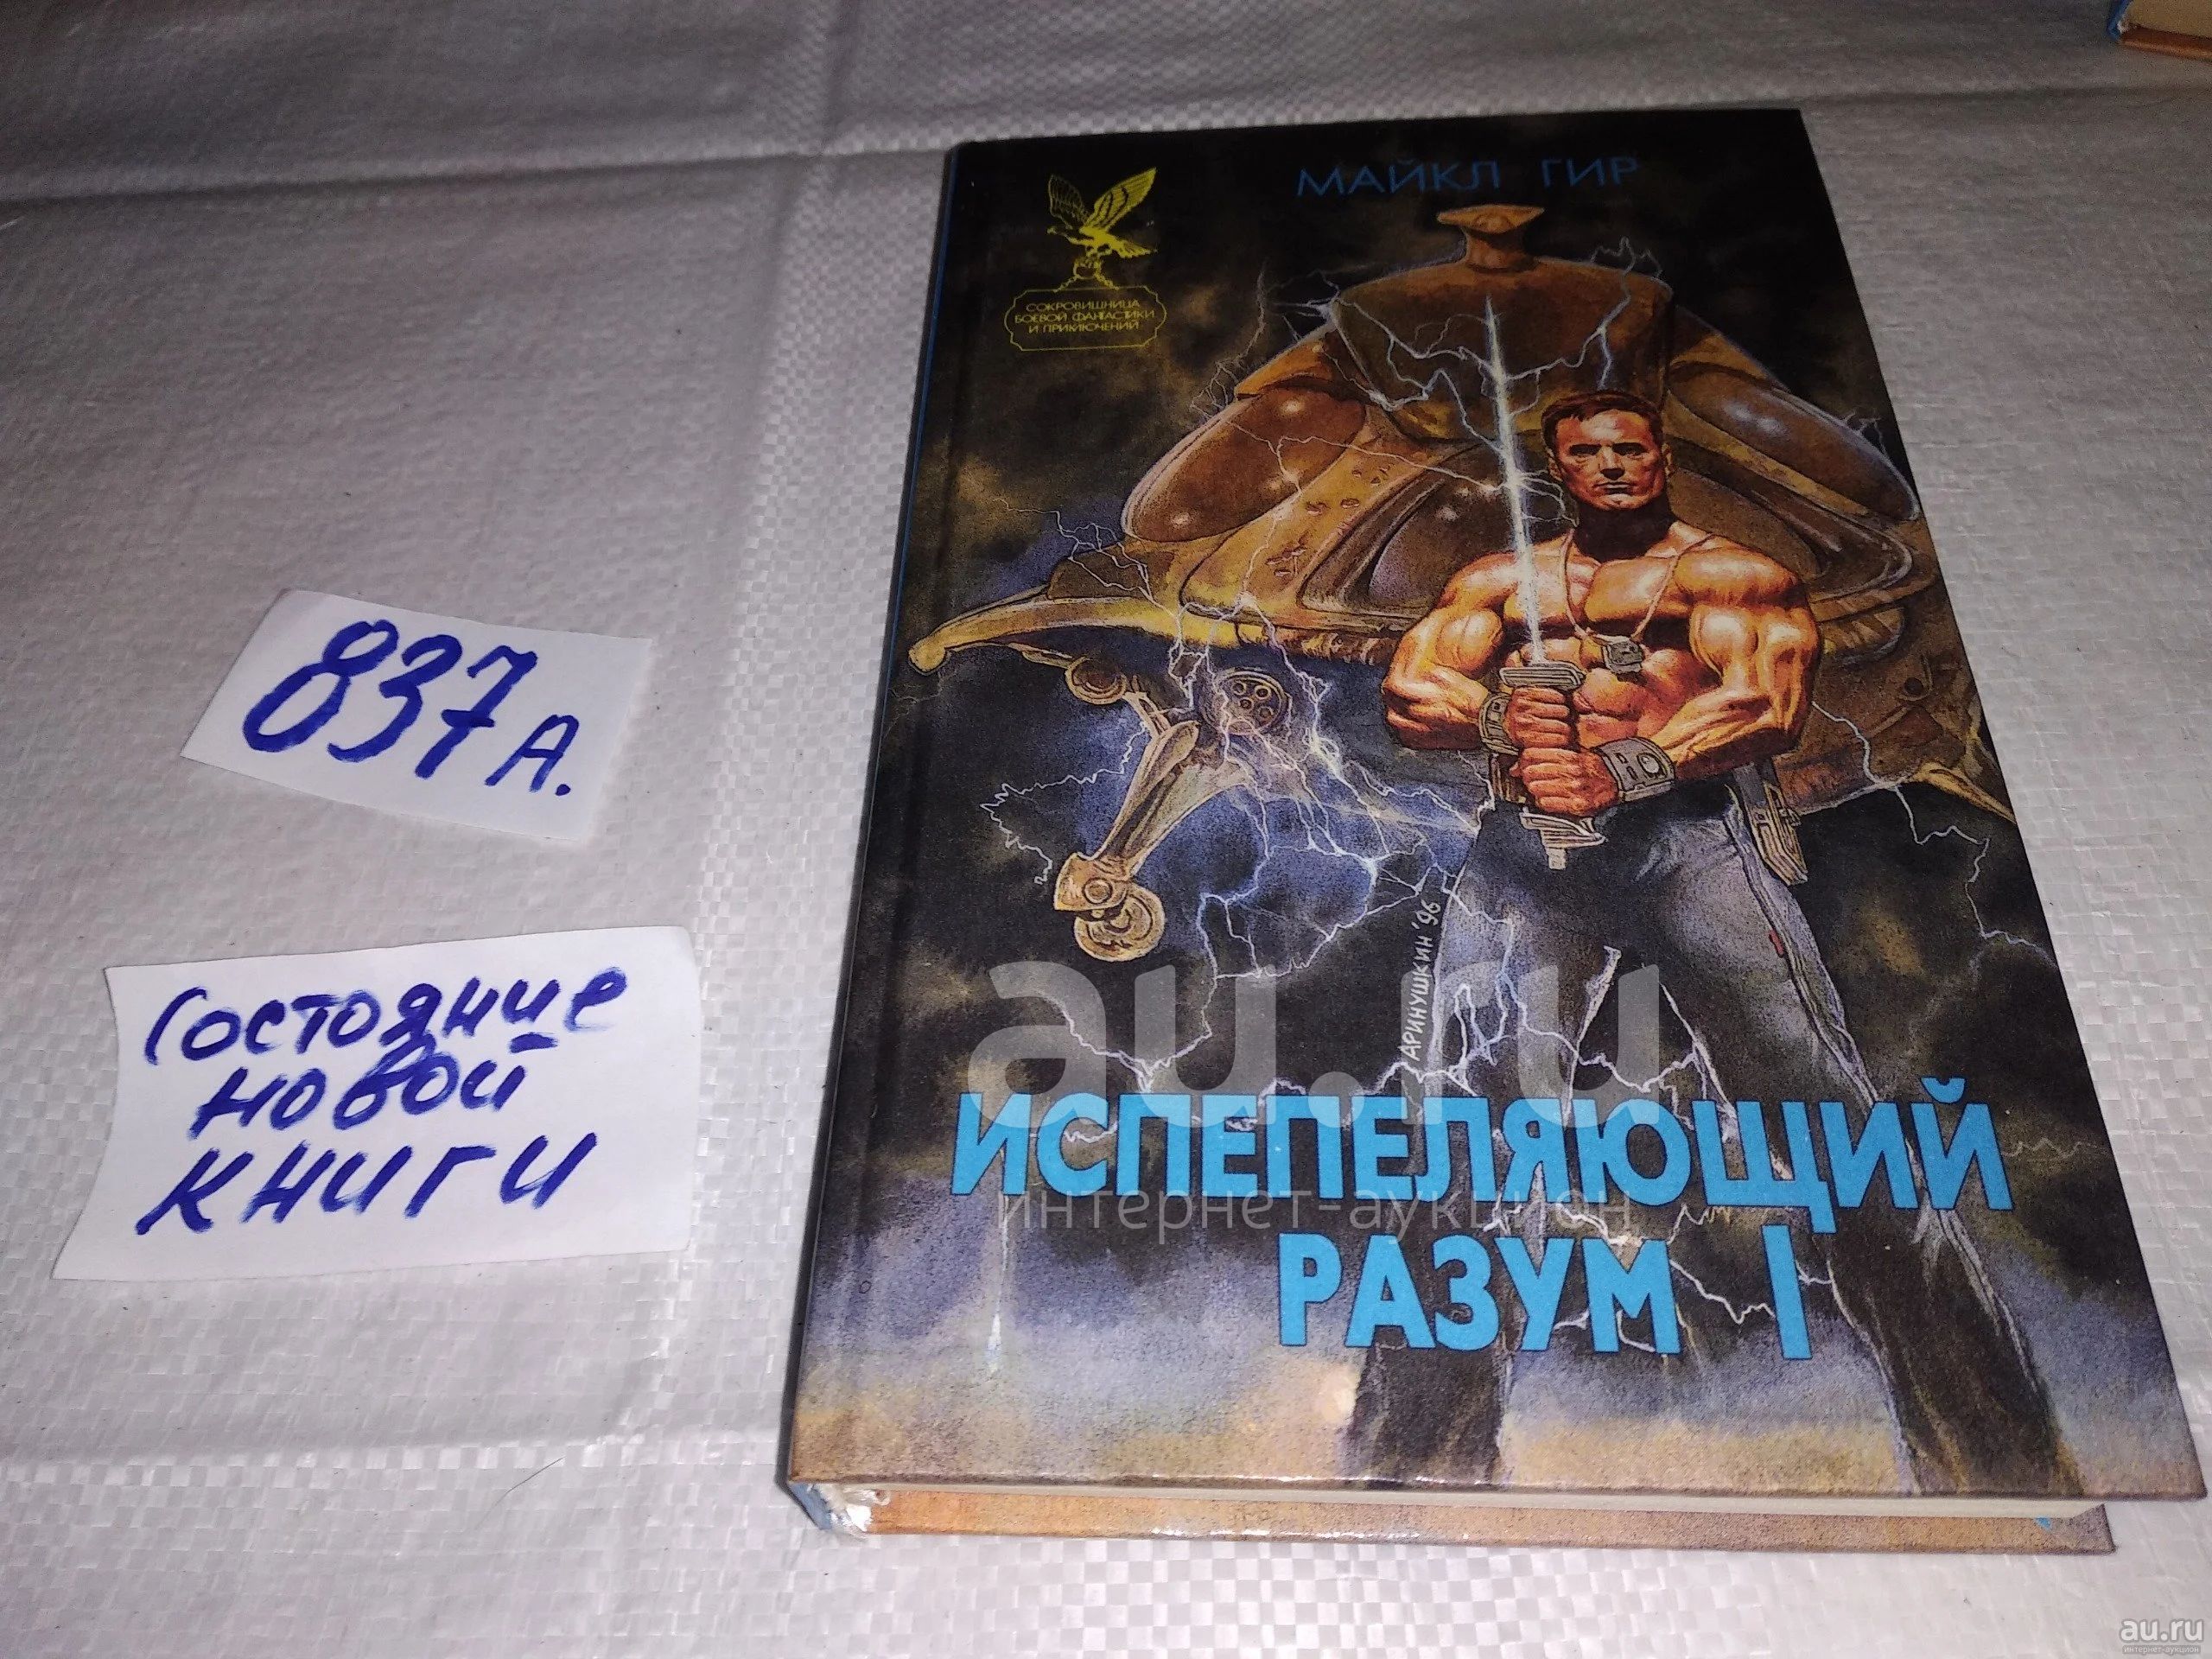 МАЙКЛ ГИР
СОКРОВИЩНИЦА
БОЕВОЙ ФАНТАСТИКИ
И ПРИКЛЮЧЕНИЙ
837А.
Состояние
новой
книги
АРИНУШКИН '96
au.ru
ИСПЕПЕЛЯЮЩИЙ
интернет-аукцион
РАЗУМ I
au.ru
интернет-аукцион